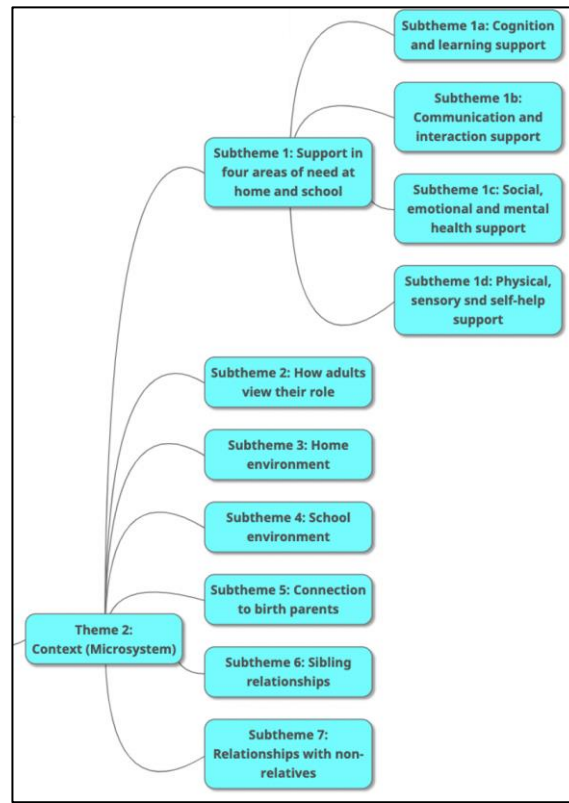 Subtheme 1a: Cognition
and learning support
Subtheme 1b:
Communication and
interaction support
Subtheme 1: Support in
four areas of need at
home and school
Subtheme 1c: Social,
emotional and mental
health support
Subtheme 1d: Physical,
sensory snd self-help
support
Subtheme 2: How adults
view their role
Subtheme 3: Home
environment
Subtheme 4: School
environment
Subtheme 5: Connection
to birth parents
Theme 2:
Context (Microsystem)
Subtheme 6: Sibling
relationships
Subtheme 7:
Relationships with non-
relatives